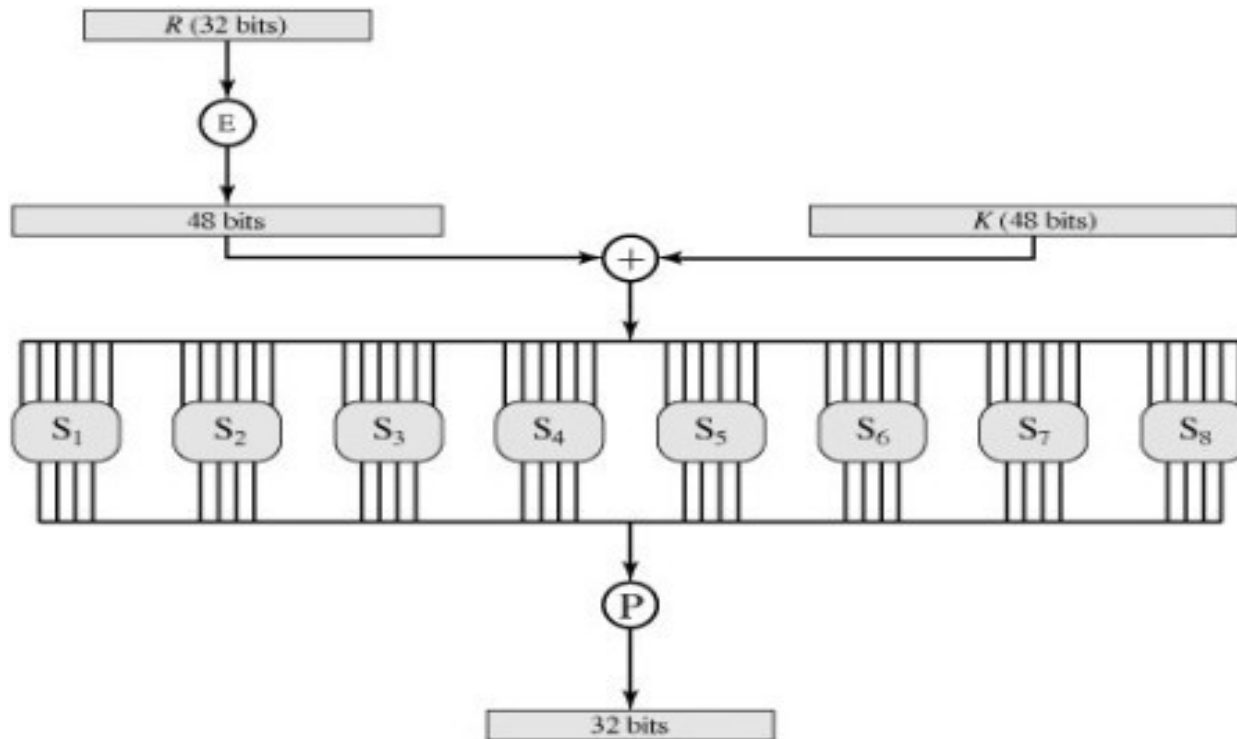 R (32 bits)
E
48 bits
K (48 bits)
+
S1 S2 S3 S4 S5 S6 S7 S8
P
32 bits